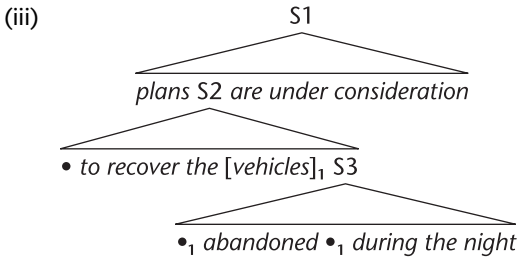 (iii) S1
plans S2 are under consideration
• to recover the [vehicles]₁ S3
•₁ abandoned •₁ during the night